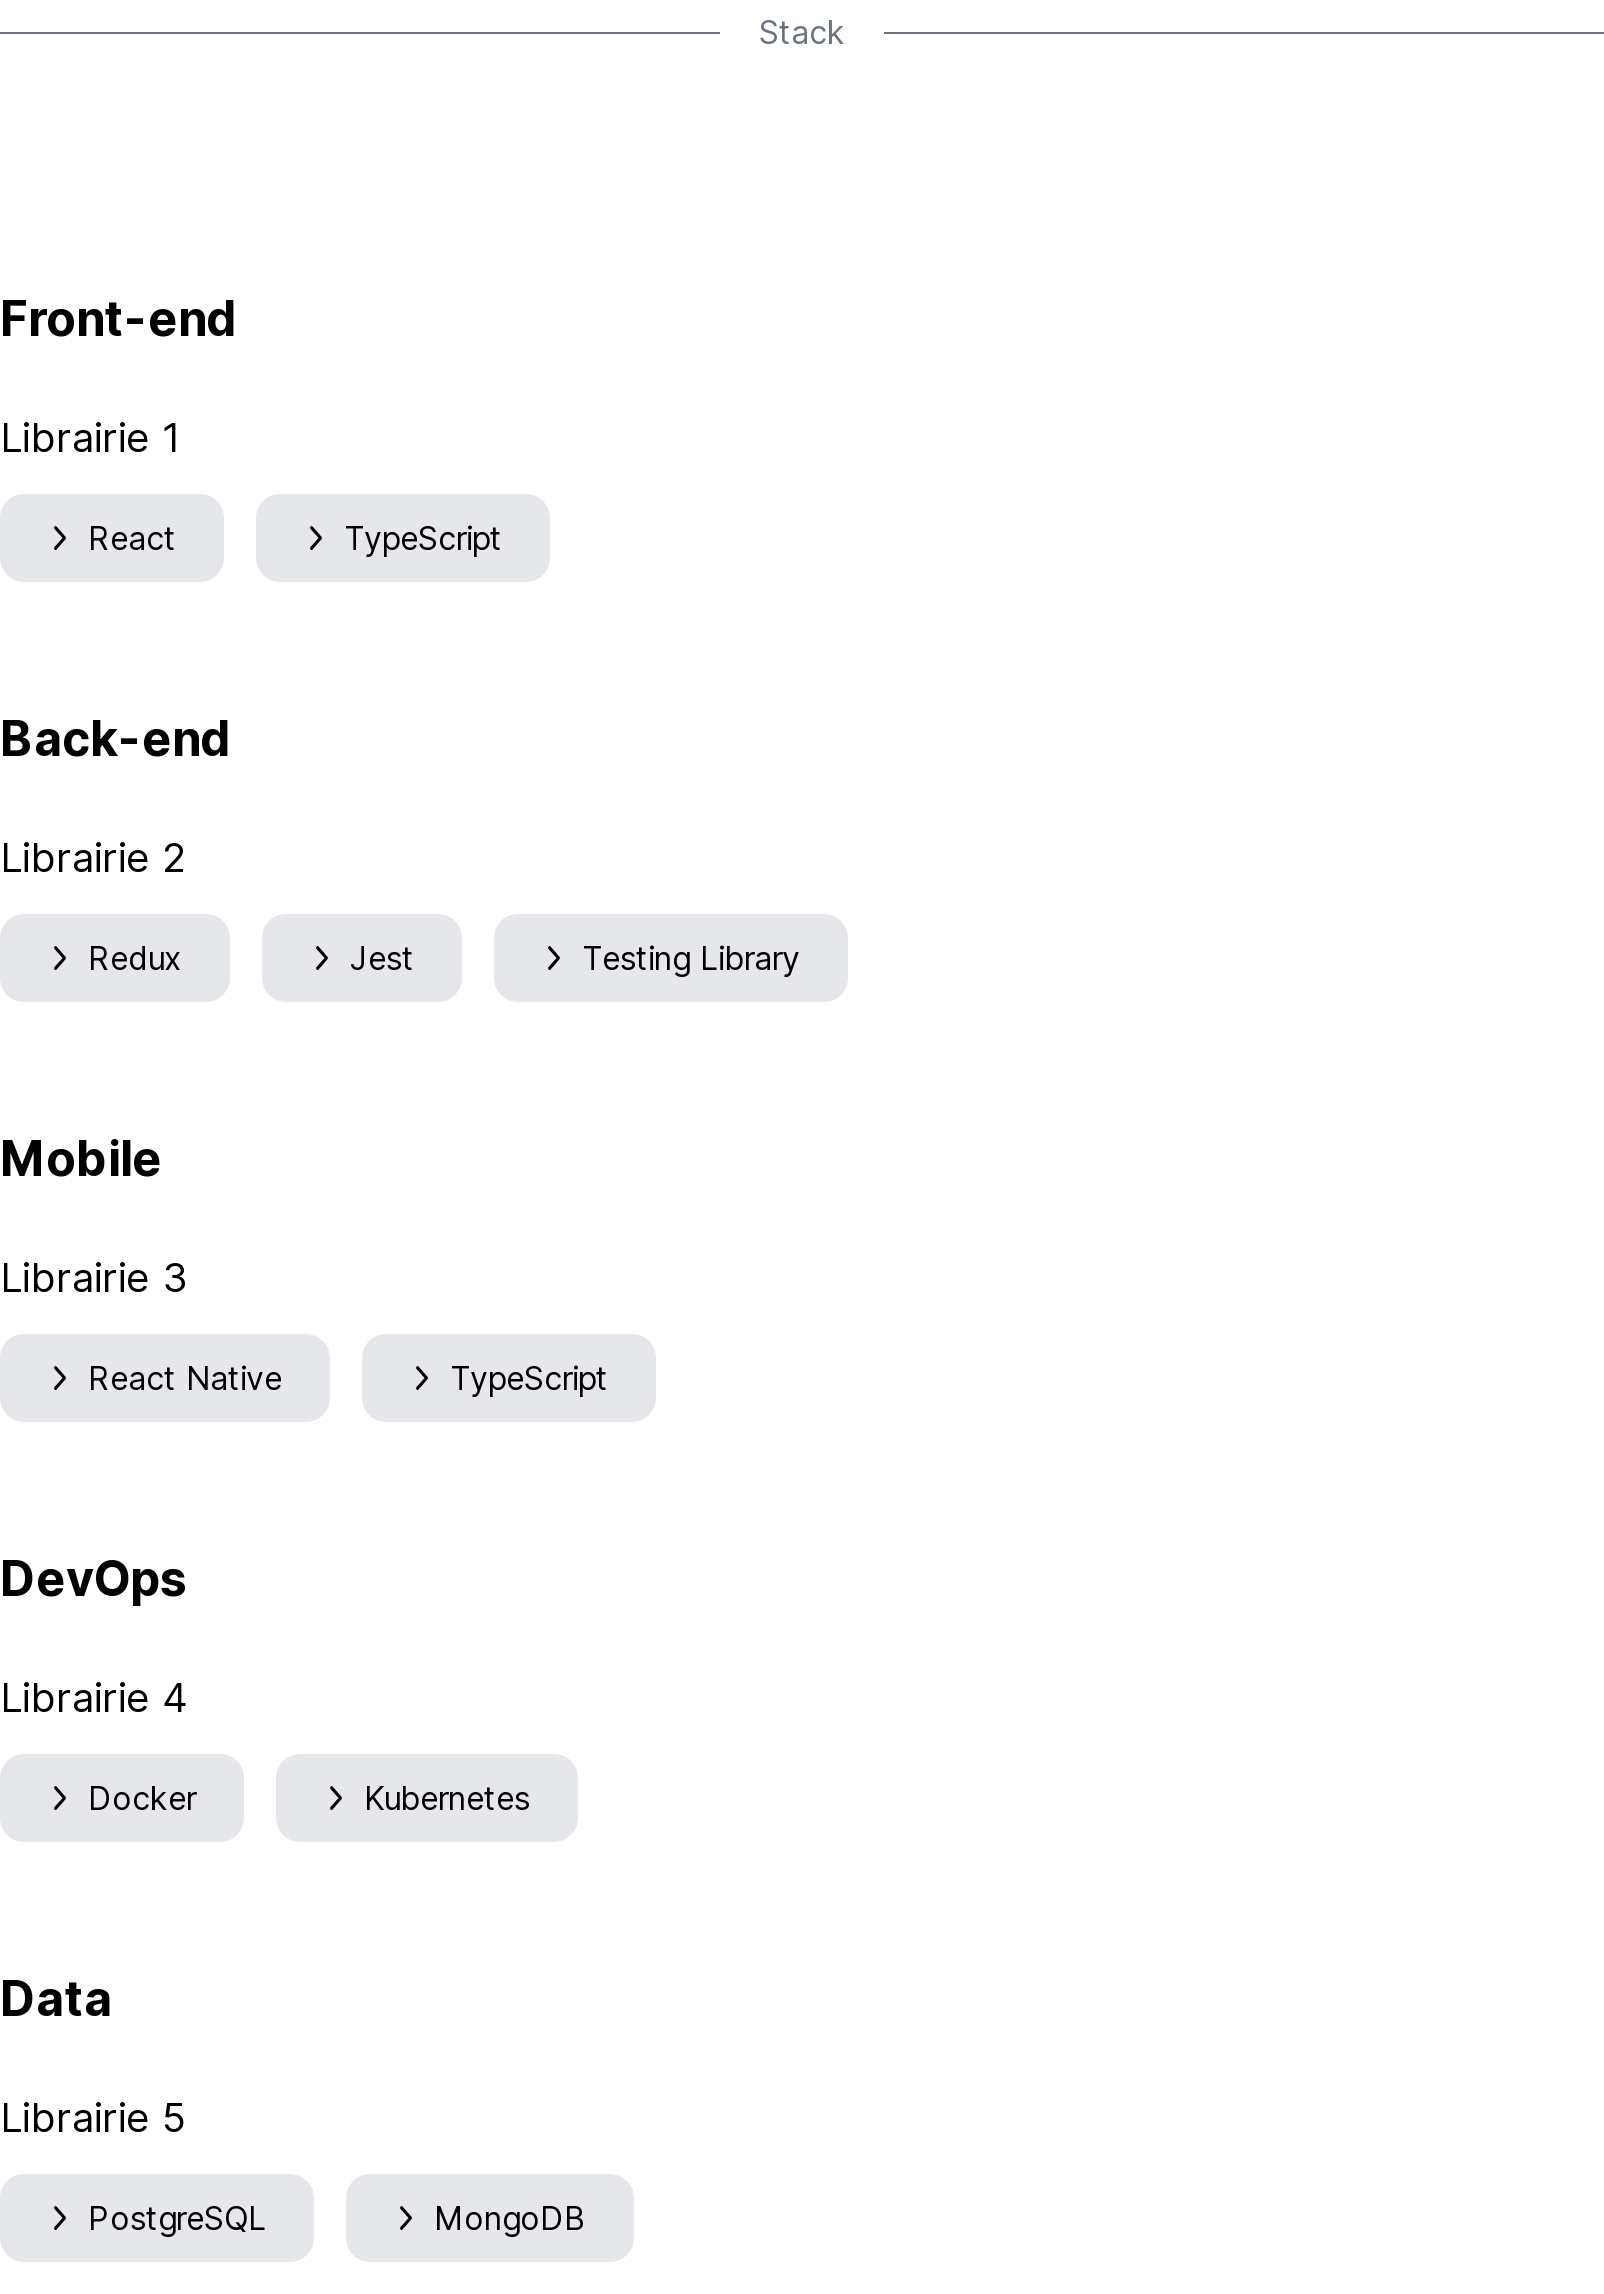 Stack
Front-end
Librairie 1
React TypeScript
Back-end
Librairie 2
Redux Jest Testing Library
Mobile
Librairie 3
React Native TypeScript
DevOps
Librairie 4
Docker Kubernetes
Data
Librairie 5
PostgreSQL MongoDB